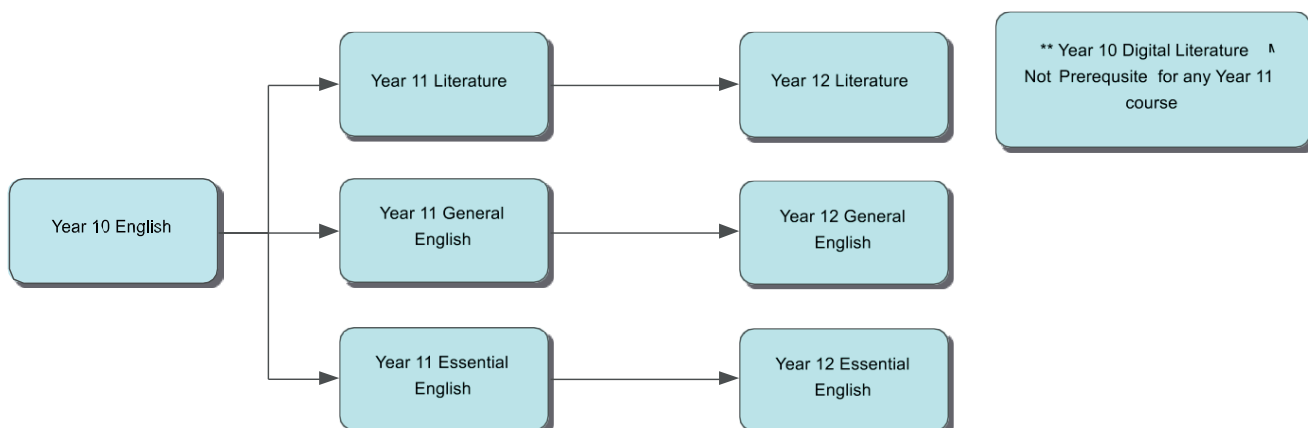 Year 11 Literature
Year 12 Literature
** Year 10 Digital Literature
Not Prerequsite for any Year 11
course
Year 10 English
Year 11 General
English
Year 12 General
English
Year 11 Essential
English
Year 12 Essential
English